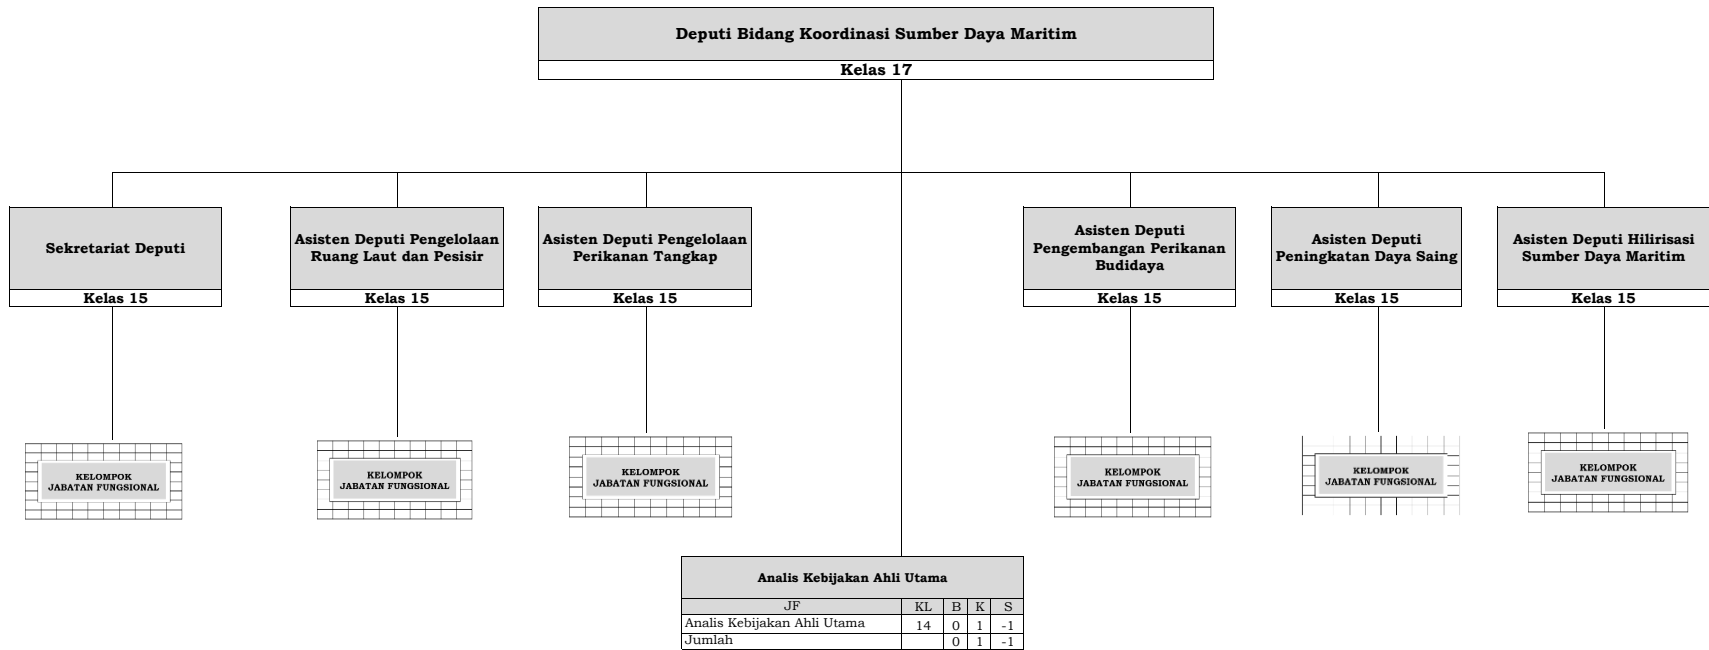 Deputi Bidang Koordinasi Sumber Daya Maritim
Kelas 17
Sekretariat Deputi
Kelas 15
Asisten Deputi Pengelolaan
Ruang Laut dan Pesisir
Kelas 15
Asisten Deputi Pengelolaan
Perikanan Tangkap
Kelas 15
Asisten Deputi
Pengembangan Perikanan
Budidaya
Kelas 15
Asisten Deputi
Peningkatan Daya Saing
Kelas 15
Asisten Deputi Hilirisasi
Sumber Daya Maritim
Kelas 15
KELOMPOK
JABATAN FUNGSIONAL
KELOMPOK
JABATAN FUNGSIONAL
KELOMPOK
JABATAN FUNGSIONAL
KELOMPOK
JABATAN FUNGSIONAL
KELOMPOK
JABATAN FUNGSIONAL
KELOMPOK
JABATAN FUNGSIONAL
Analis Kebijakan Ahli Utama
JF KL B K S
Analis Kebijakan Ahli Utama 14 0 1 -1
Jumlah 0 1 -1